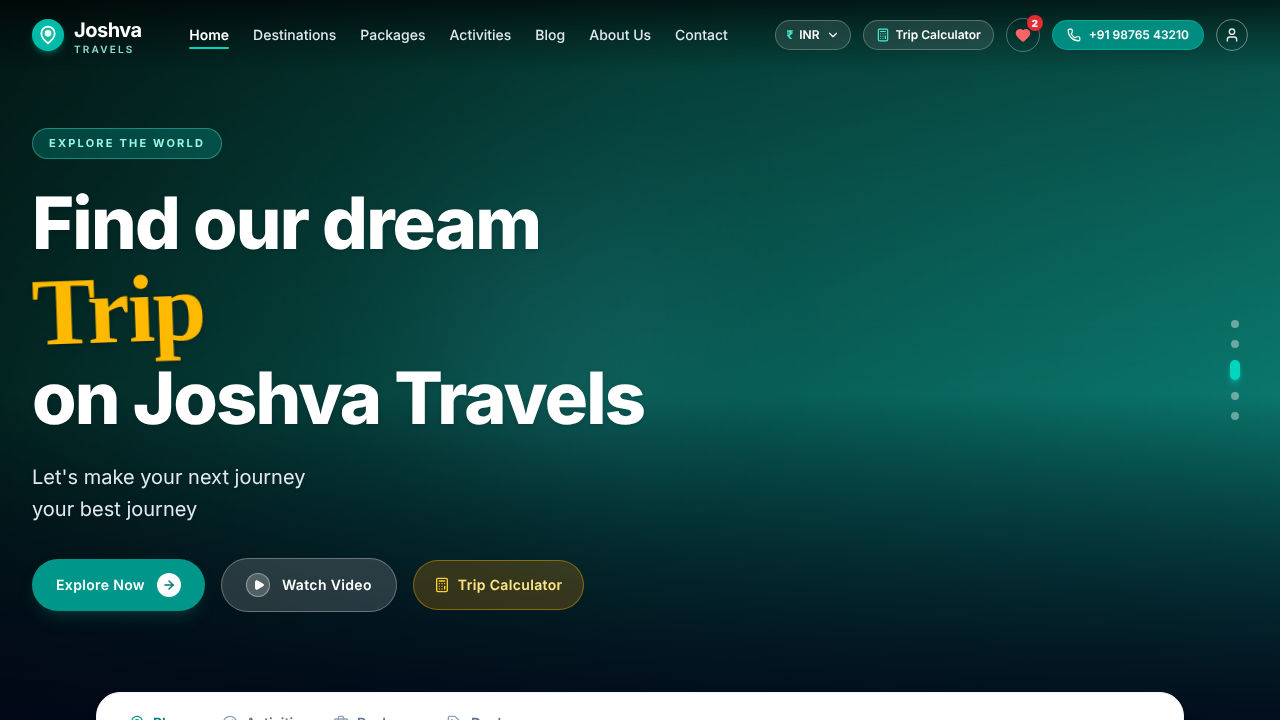 Joshva
TRAVELS
Home Destinations Packages Activities Blog About Us Contact
₹ INR
Trip Calculator
2
+91 98765 43210
EXPLORE THE WORLD
Find our dream
Trip
on Joshva Travels
Let's make your next journey
your best journey
Explore Now
Watch Video
Trip Calculator